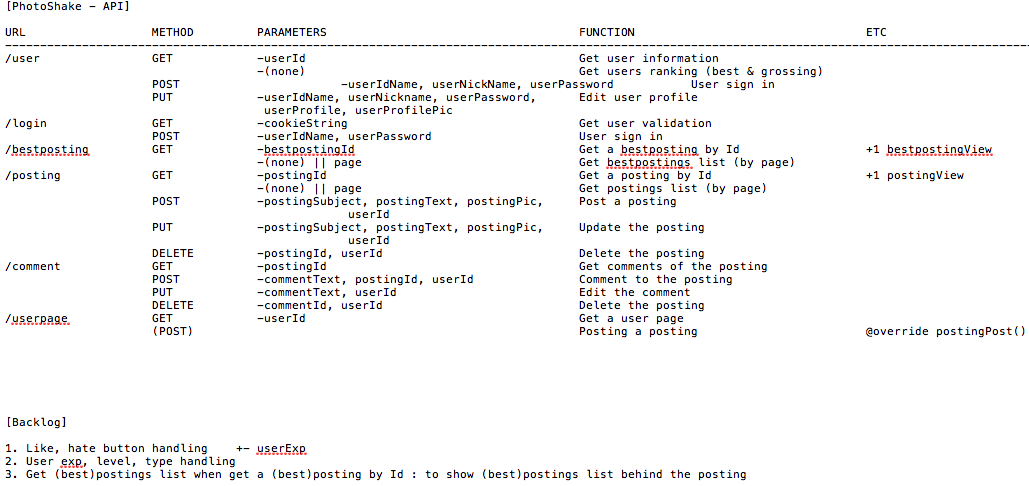 [PhotoShake - API]
URL METHOD PARAMETERS FUNCTION ETC
/user GET -userId Get user information
-(none) Get users ranking (best & grossing)
POST -userIdName, userNickName, userPassword User sign in
PUT -userIdName, userNickname, userPassword, Edit user profile
userProfile, userProfilePic
/login GET -cookieString Get user validation
POST -userIdName, userPassword User sign in
/bestposting GET -bestpostingId Get a bestposting by Id +1 bestpostingView
-(none) || page Get bestpostings list (by page)
/posting GET -postingId Get a posting by Id +1 postingView
-(none) || page Get postings list (by page)
POST -postingSubject, postingText, postingPic, Post a posting
userId
PUT -postingSubject, postingText, postingPic, Update the posting
userId
DELETE -postingId, userId Delete the posting
/comment GET -postingId Get comments of the posting
POST -commentText, postingId, userId Comment to the posting
PUT -commentText, userId Edit the comment
DELETE -commentId, userId Delete the posting
/userpage GET -userId Get a user page
(POST) Posting a posting @override postingPost()
[Backlog]
1. Like, hate button handling +- userExp
2. User exp, level, type handling
3. Get (best)postings list when get a (best)posting by Id : to show (best)postings list behind the posting